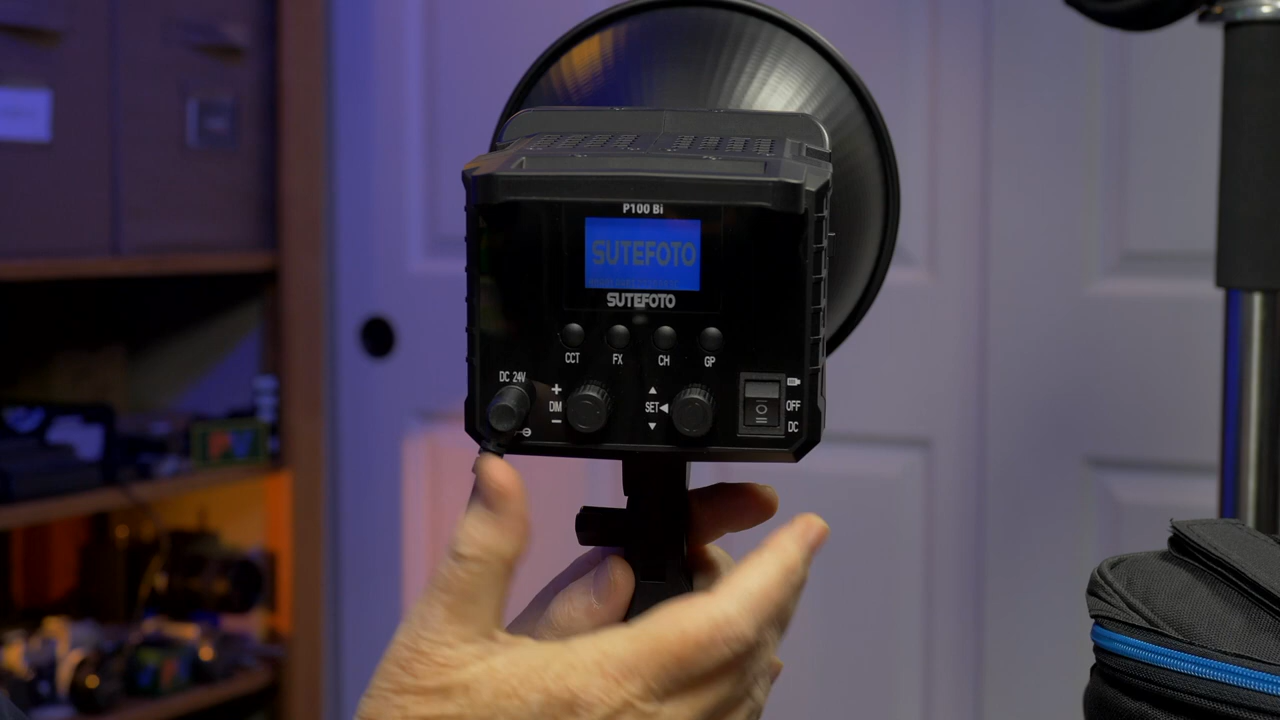 P100 Bi
SUTEFOTO
SUTEFOTO
CCT FX CH GP
DC 24V
+
DIM
−
SET
OFF
DC